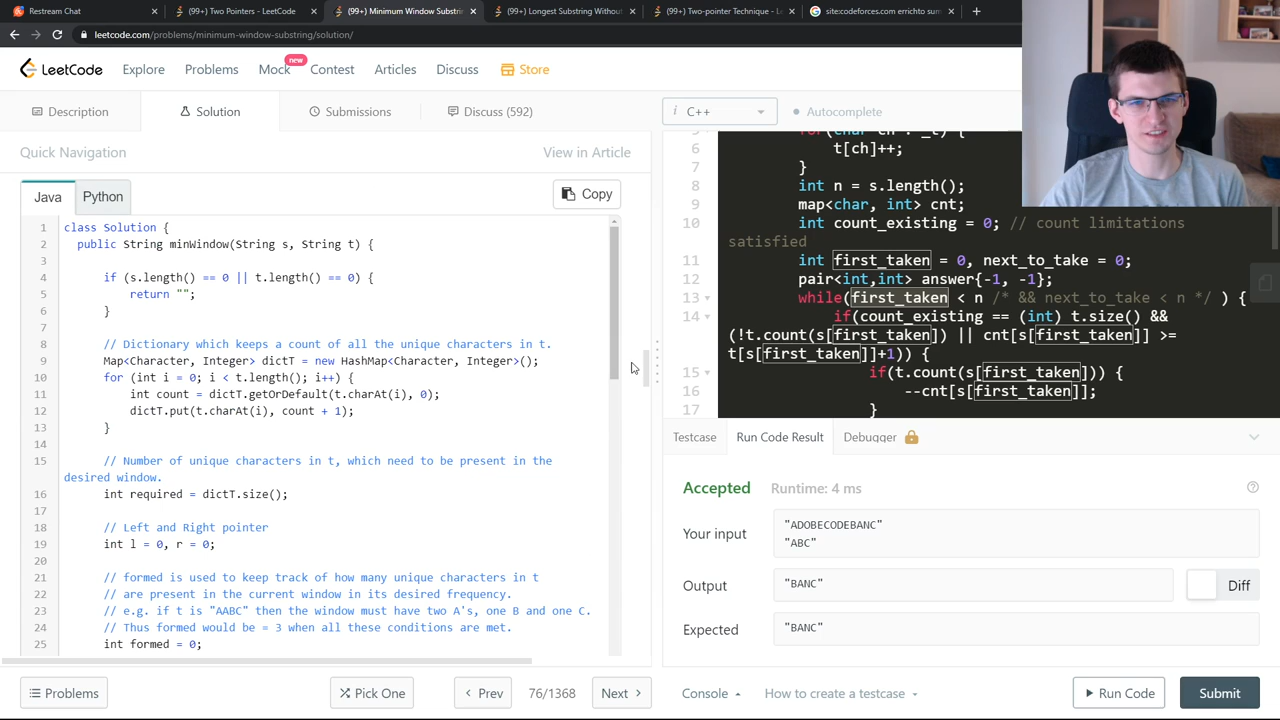 Restream Chat
(99+) Two Pointers - LeetCode
(99+) Minimum Window Subst
(99+) Longest Substring Without
(99+) Two-pointer Technique - L
site:codeforces.com errichto sum
leetcode.com/problems/minimum-window-substring/solution/
LeetCode
Explore
Problems
Mock
new
Contest
Articles
Discuss
Store
Description
Solution
Submissions
Discuss (592)
i C++
Autocomplete
Quick Navigation
View in Article
Java
Python
Copy
1 class Solution {
2 public String minWindow(String s, String t) {
3
4 if (s.length() == 0 || t.length() == 0) {
5 return "";
6 }
7
8 // Dictionary which keeps a count of all the unique characters in t.
9 Map<Character, Integer> dictT = new HashMap<Character, Integer>();
10 for (int i = 0; i < t.length(); i++) {
11 int count = dictT.getOrDefault(t.charAt(i), 0);
12 dictT.put(t.charAt(i), count + 1);
13 }
14
15 // Number of unique characters in t, which need to be present in the
desired window.
16 int required = dictT.size();
17
18 // Left and Right pointer
19 int l = 0, r = 0;
20
21 // formed is used to keep track of how many unique characters in t
22 // are present in the current window in its desired frequency.
23 // e.g. if t is "AABC" then the window must have two A's, one B and one C.
24 // Thus formed would be = 3 when all these conditions are met.
25 int formed = 0;
5 for(char ch : _t) {
6 t[ch]++;
7 }
8 int n = s.length();
9 map<char, int> cnt;
10 int count_existing = 0; // count limitations
satisfied
11 int first_taken = 0, next_to_take = 0;
12 pair<int,int> answer{-1, -1};
13 while(first_taken < n /* && next_to_take < n */ ) {
14 if(count_existing == (int) t.size() &&
(!t.count(s[first_taken]) || cnt[s[first_taken]] >=
t[s[first_taken]]+1)) {
15 if(t.count(s[first_taken])) {
16 --cnt[s[first_taken]];
17 }
Testcase
Run Code Result
Debugger
Accepted
Runtime: 4 ms
Your input
"ADOBECODEBANC"
"ABC"
Output
"BANC"
Diff
Expected
"BANC"
Problems
Pick One
Prev
76/1368
Next
Console
How to create a testcase
Run Code
Submit